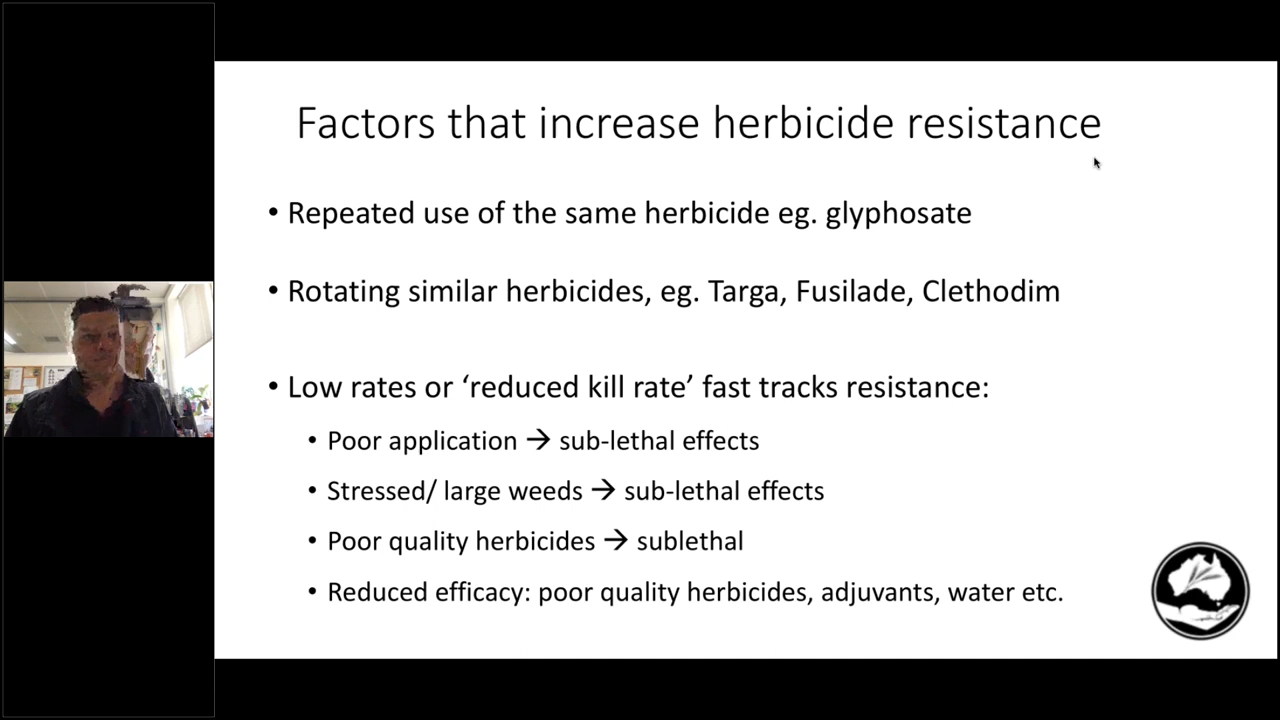 Factors that increase herbicide resistance
• Repeated use of the same herbicide eg. glyphosate
• Rotating similar herbicides, eg. Targa, Fusilade, Clethodim
• Low rates or ‘reduced kill rate’ fast tracks resistance:
• Poor application → sub-lethal effects
• Stressed/ large weeds → sub-lethal effects
• Poor quality herbicides → sublethal
• Reduced efficacy: poor quality herbicides, adjuvants, water etc.